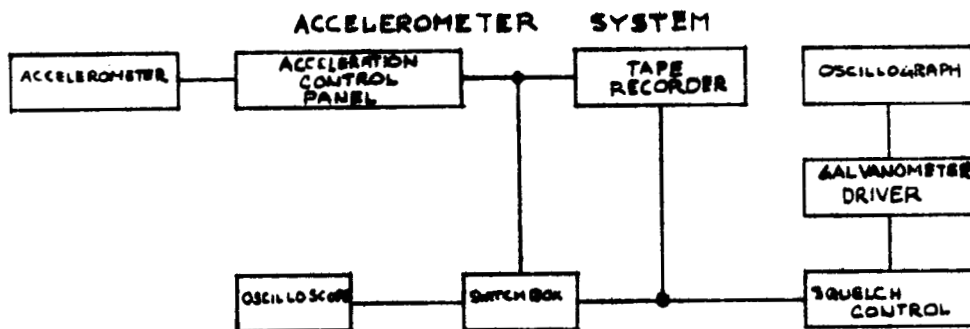 ACCELEROMETER SYSTEM
ACCELEROMETER
ACCELERATION
CONTROL
PANEL
TAPE
RECORDER
OSCILLOGRAPH
GALVANOMETER
DRIVER
OSCILLOSCOPE
SWITCH BOX
SQUELCH
CONTROL